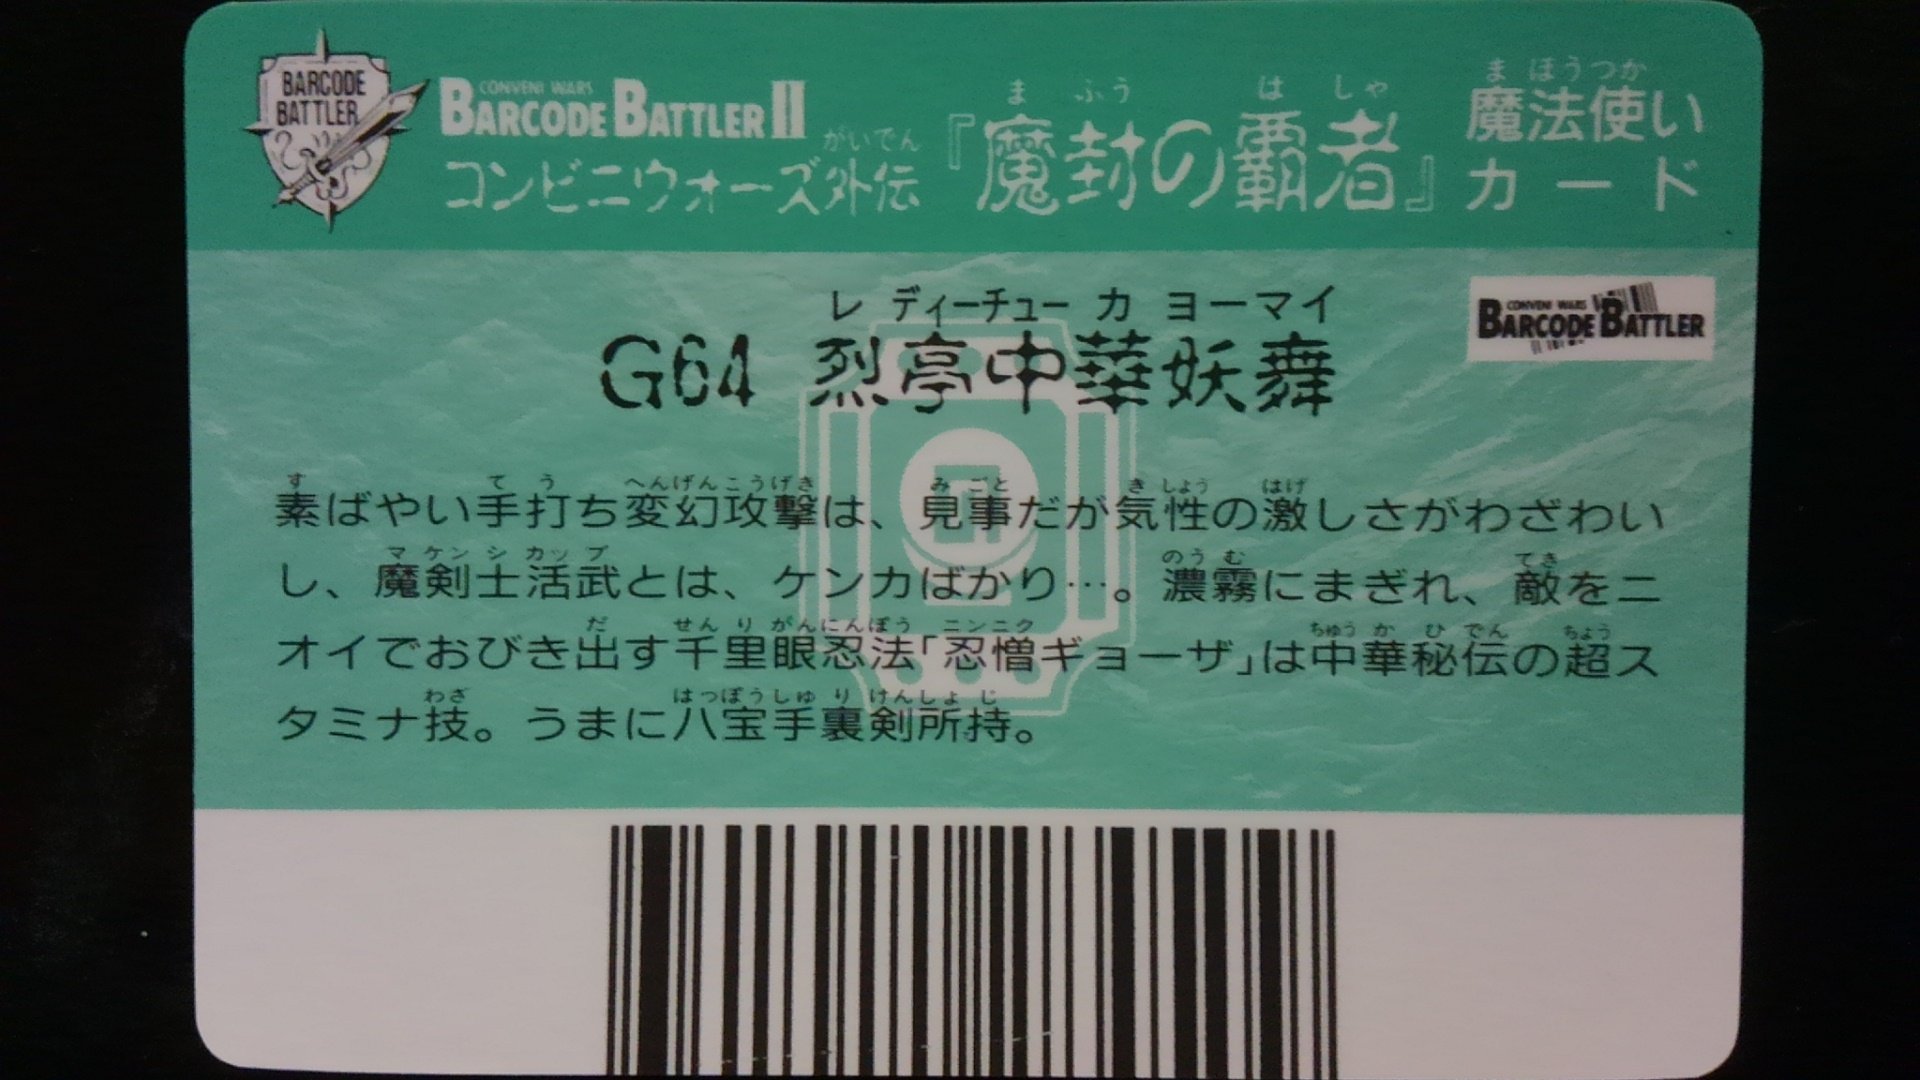 BARCODE
BATTLER
CONVENI WARS
BARCODE BATTLER II
がいでん
コンビニウォーズ外伝
ま ふう は しゃ
『魔封の覇者』
ま ほうつか
魔法使い
カード
CONVENI WARS
BARCODE BATTLER
レ ディーチュー カ ヨーマイ
G64 烈亭中華妖舞
す て う へんげんこうげき み ごと き しょう はげ
素ばやい手打ち変幻攻撃は、見事だが気性の激しさがわざわい
マ ケン シ カッ プ のう む てき
し、魔剣士活武とは、ケンカばかり…。濃霧にまぎれ、敵をニ
だ せん り がんにんぽう ニンニク ちゅう か ひ でん ちょう
オイでおびき出す千里眼忍法「忍憎ギョーザ」は中華秘伝の超ス
わざ はっぽうしゅ り けんしょ じ
タミナ技。うまに八宝手裏剣所持。